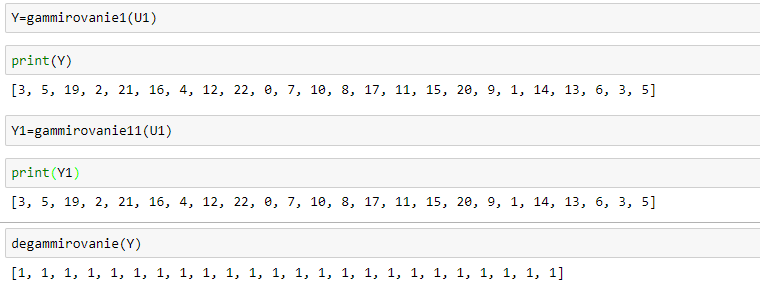 Y=gammirovanie1(U1)
print(Y)
[3, 5, 19, 2, 21, 16, 4, 12, 22, 0, 7, 10, 8, 17, 11, 15, 20, 9, 1, 14, 13, 6, 3, 5]
Y1=gammirovanie11(U1)
print(Y1)
[3, 5, 19, 2, 21, 16, 4, 12, 22, 0, 7, 10, 8, 17, 11, 15, 20, 9, 1, 14, 13, 6, 3, 5]
degammirovanie(Y)
[1, 1, 1, 1, 1, 1, 1, 1, 1, 1, 1, 1, 1, 1, 1, 1, 1, 1, 1, 1, 1, 1, 1, 1]